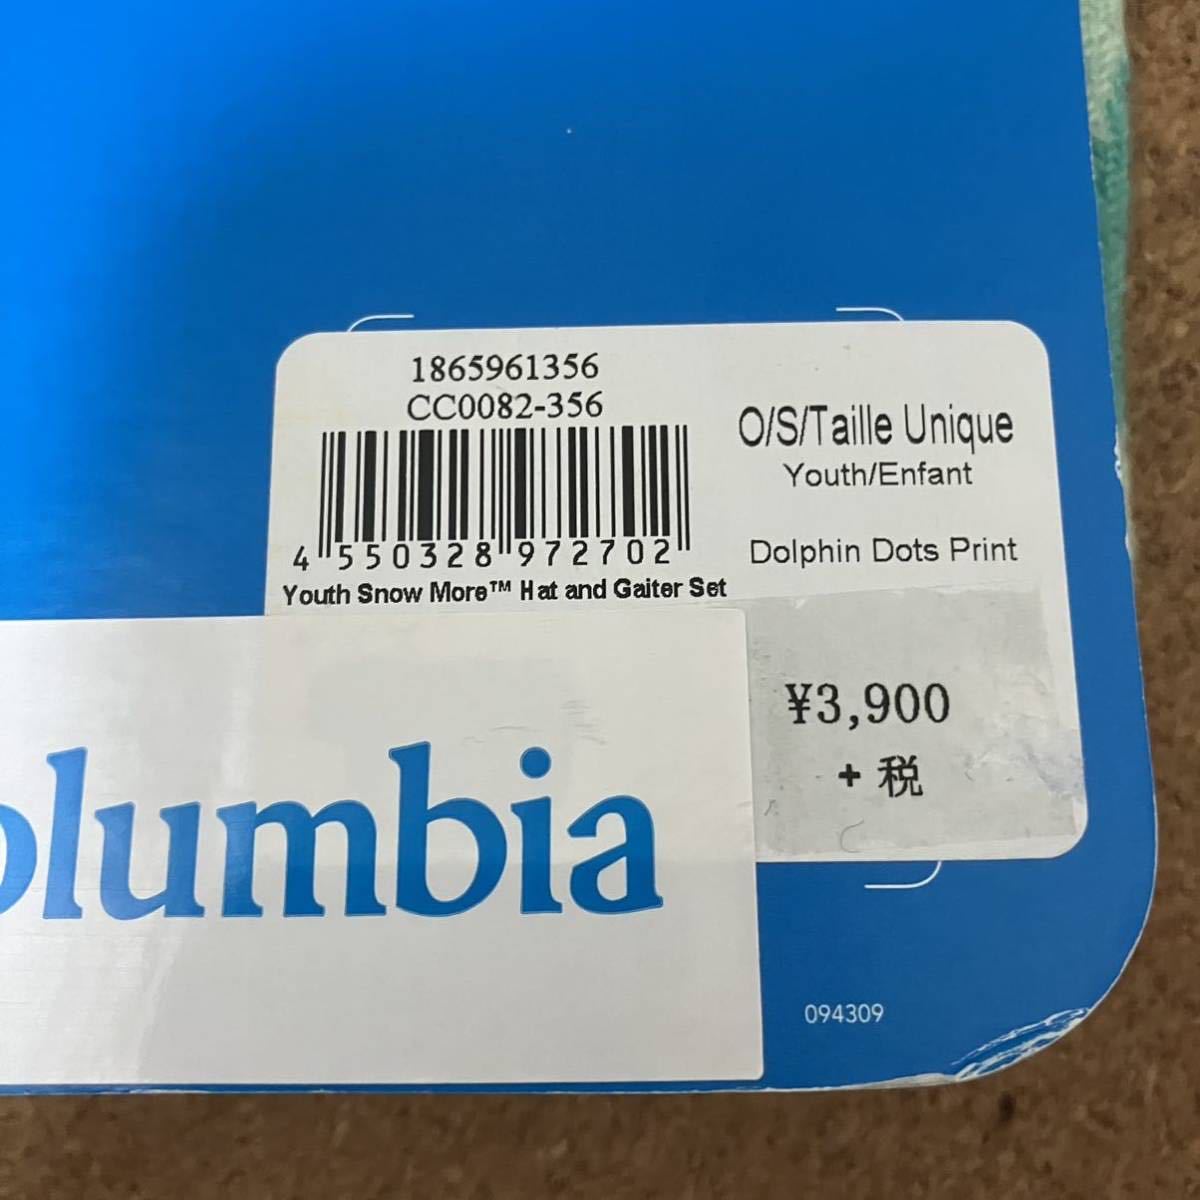 1865961356
CC0082-356
4 550328 972702
Youth Snow More™ Hat and Gaiter Set
O/S/Taille Unique
Youth/Enfant
Dolphin Dots Print
¥3,900
+ 税
olumbia
094309